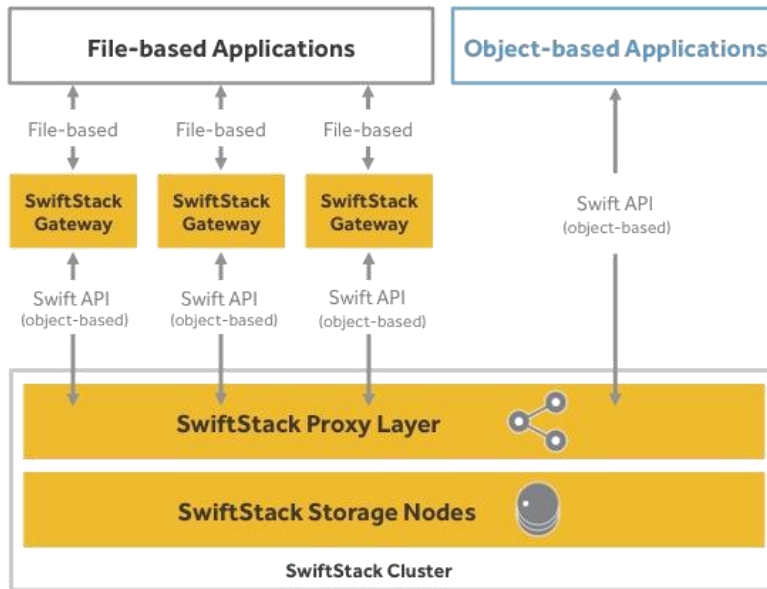 File-based Applications
Object-based Applications
File-based
File-based
File-based
SwiftStack
Gateway
SwiftStack
Gateway
SwiftStack
Gateway
Swift API
(object-based)
Swift API
(object-based)
Swift API
(object-based)
Swift API
(object-based)
SwiftStack Proxy Layer
SwiftStack Storage Nodes
SwiftStack Cluster